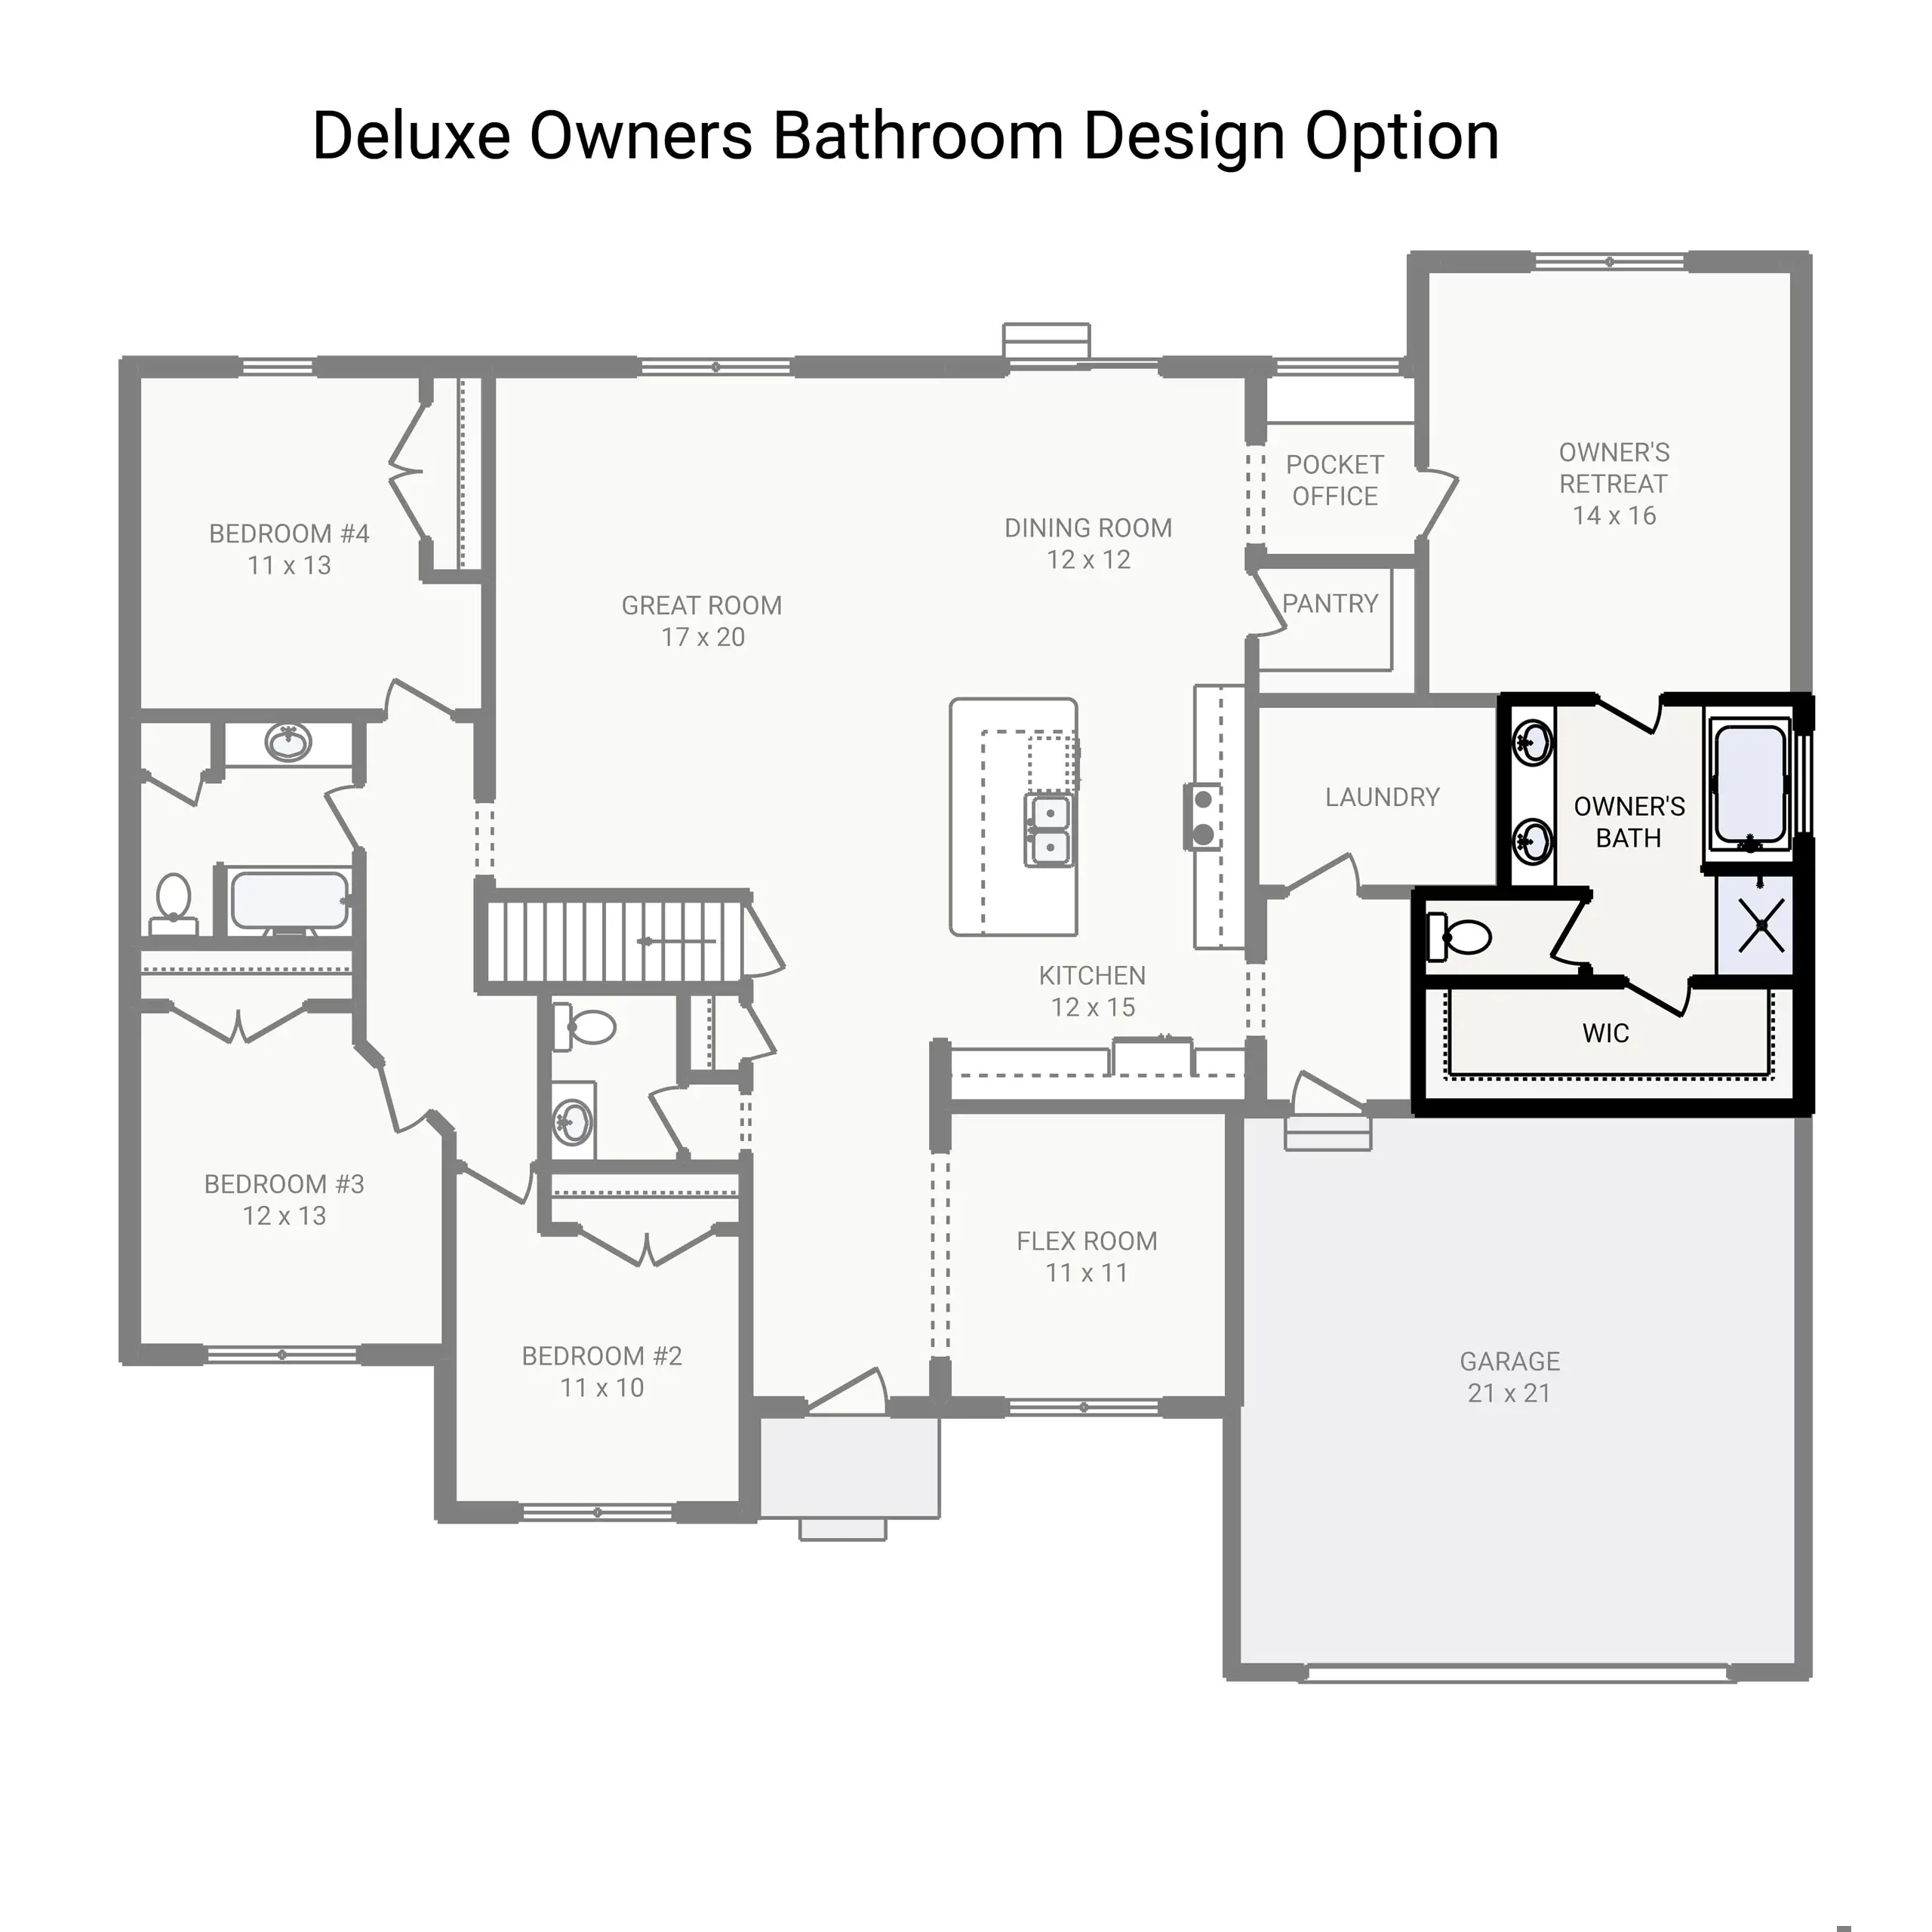 Deluxe Owners Bathroom Design Option
OWNER'S
RETREAT
14 x 16
POCKET
OFFICE
BEDROOM #4
11 x 13
DINING ROOM
12 x 12
GREAT ROOM
17 x 20
PANTRY
LAUNDRY
OWNER'S
BATH
KITCHEN
12 x 15
WIC
BEDROOM #3
12 x 13
FLEX ROOM
11 x 11
BEDROOM #2
11 x 10
GARAGE
21 x 21